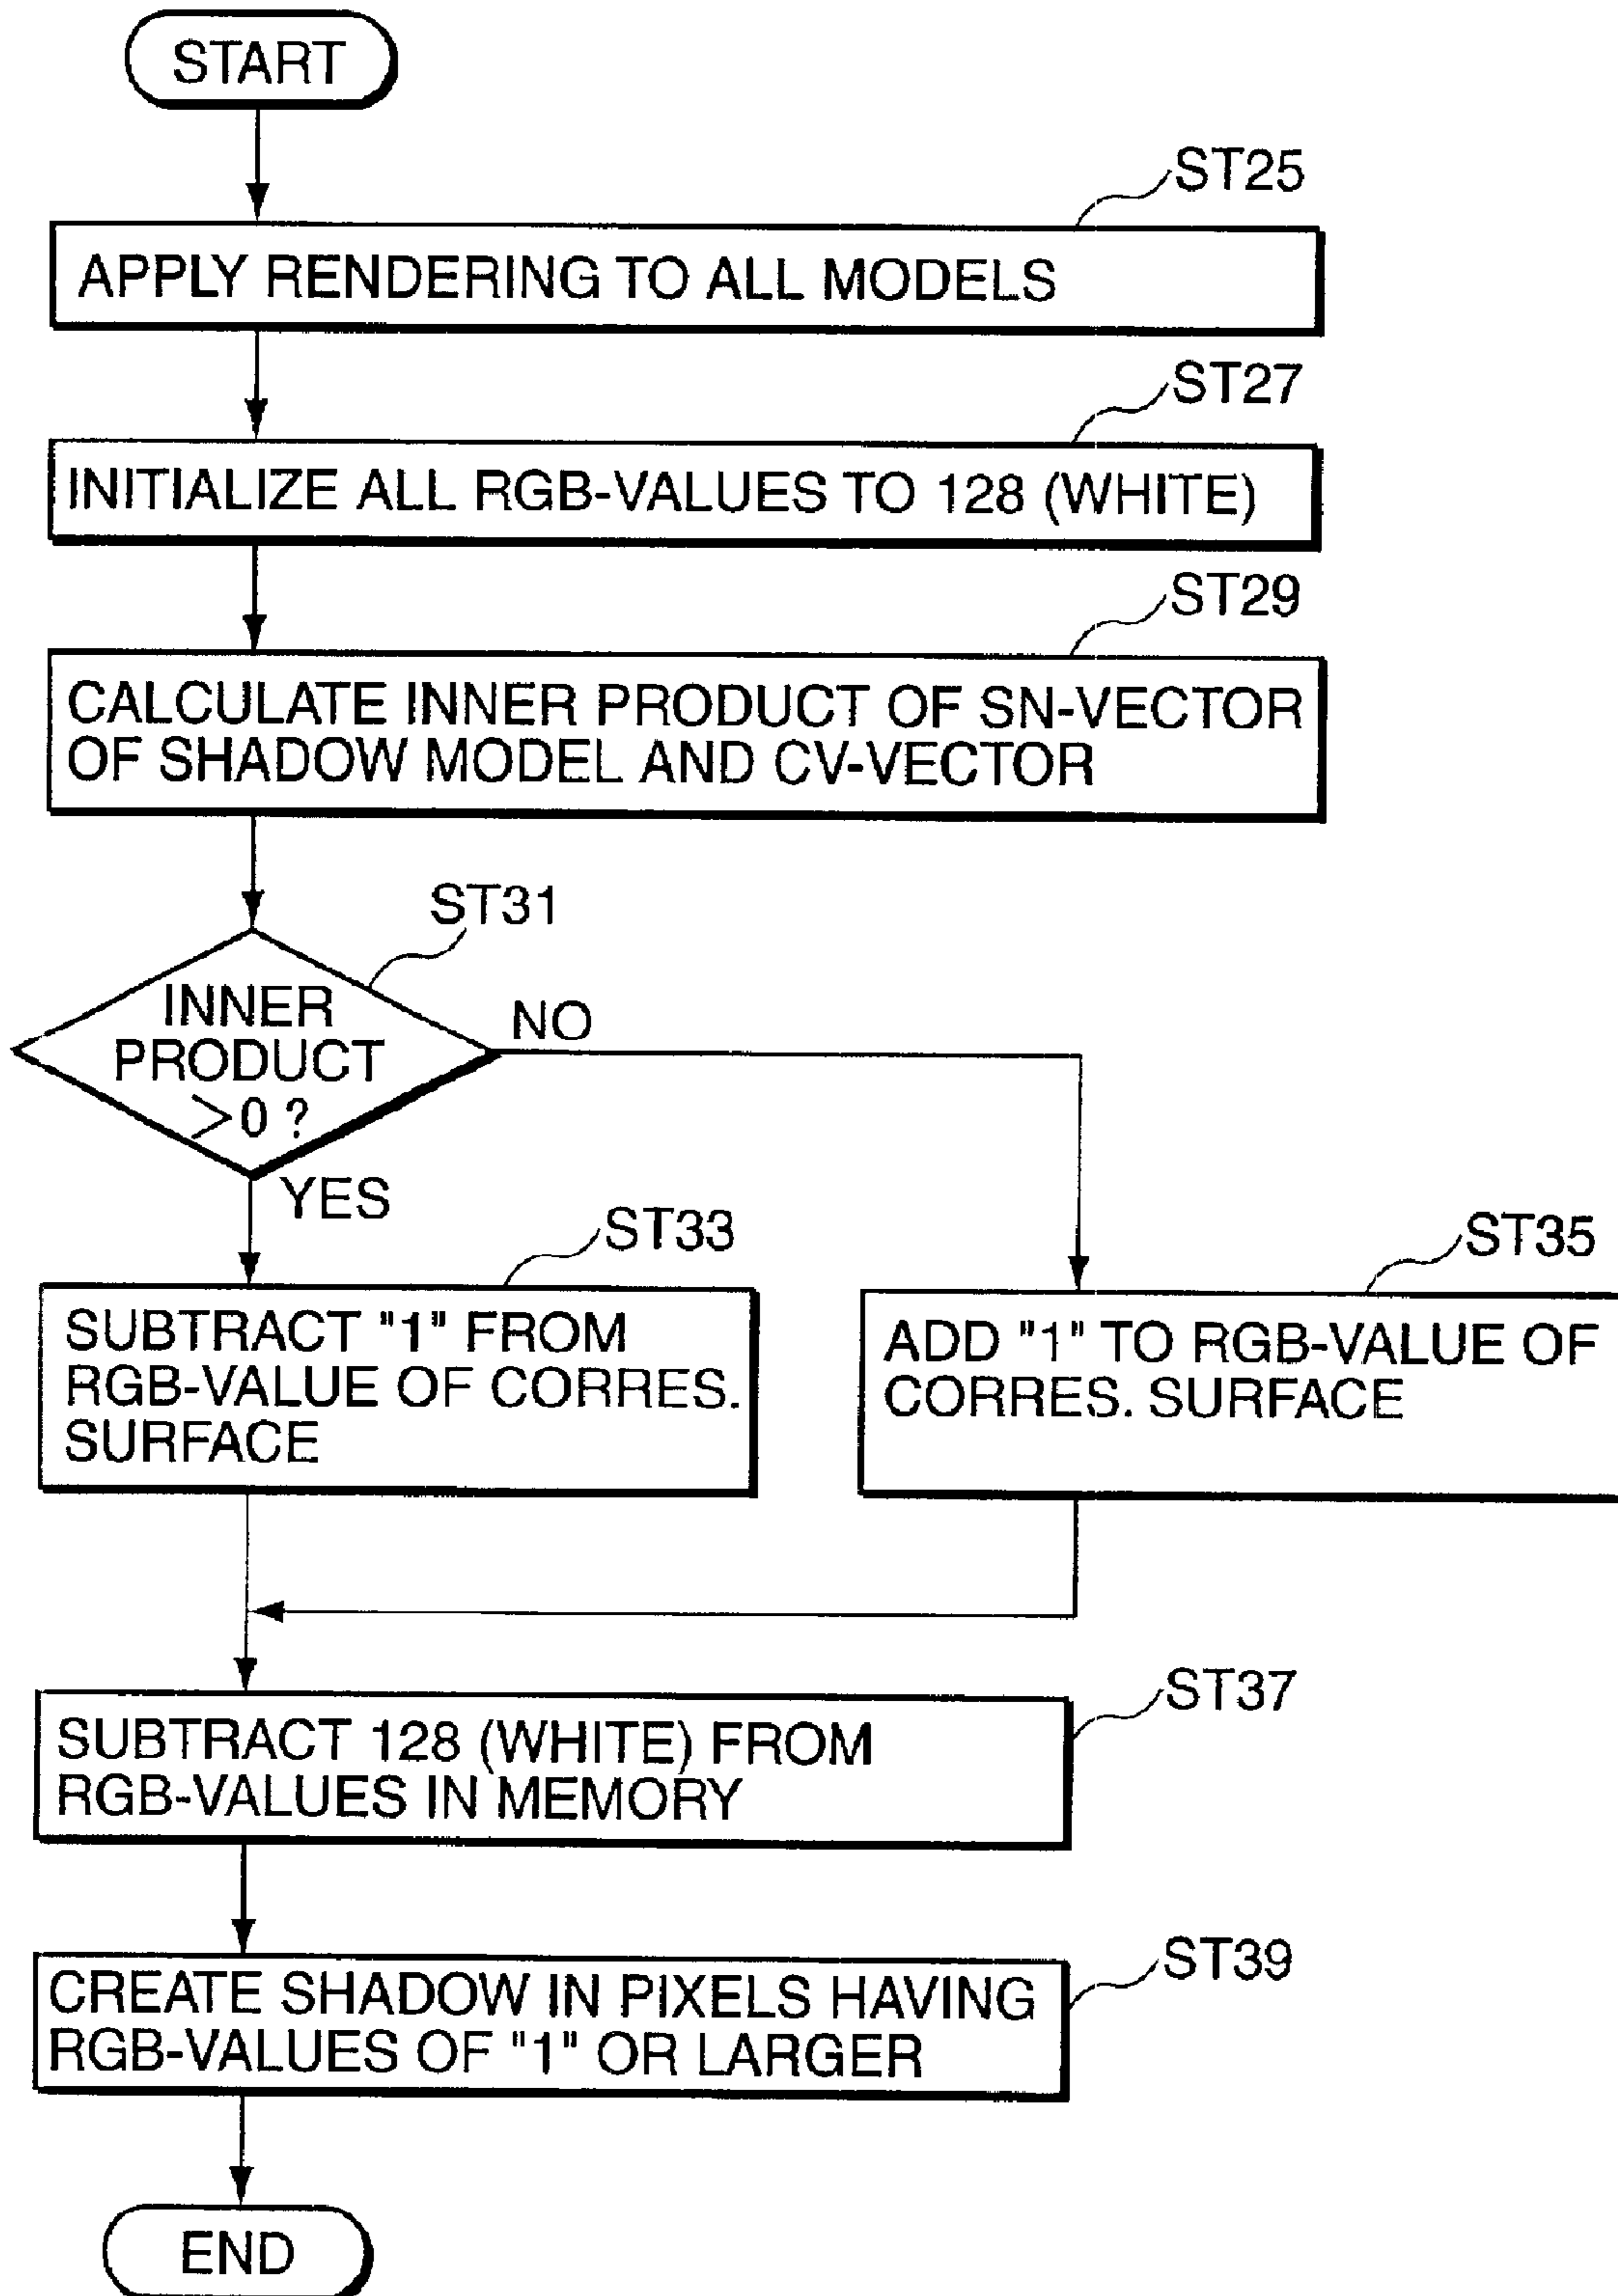 START
ST25
APPLY RENDERING TO ALL MODELS
ST27
INITIALIZE ALL RGB-VALUES TO 128 (WHITE)
ST29
CALCULATE INNER PRODUCT OF SN-VECTOR
OF SHADOW MODEL AND CV-VECTOR
ST31
INNER
PRODUCT
>0 ?
NO
YES
ST33
SUBTRACT "1" FROM
RGB-VALUE OF CORRES.
SURFACE
ST35
ADD "1" TO RGB-VALUE OF
CORRES. SURFACE
ST37
SUBTRACT 128 (WHITE) FROM
RGB-VALUES IN MEMORY
ST39
CREATE SHADOW IN PIXELS HAVING
RGB-VALUES OF "1" OR LARGER
END